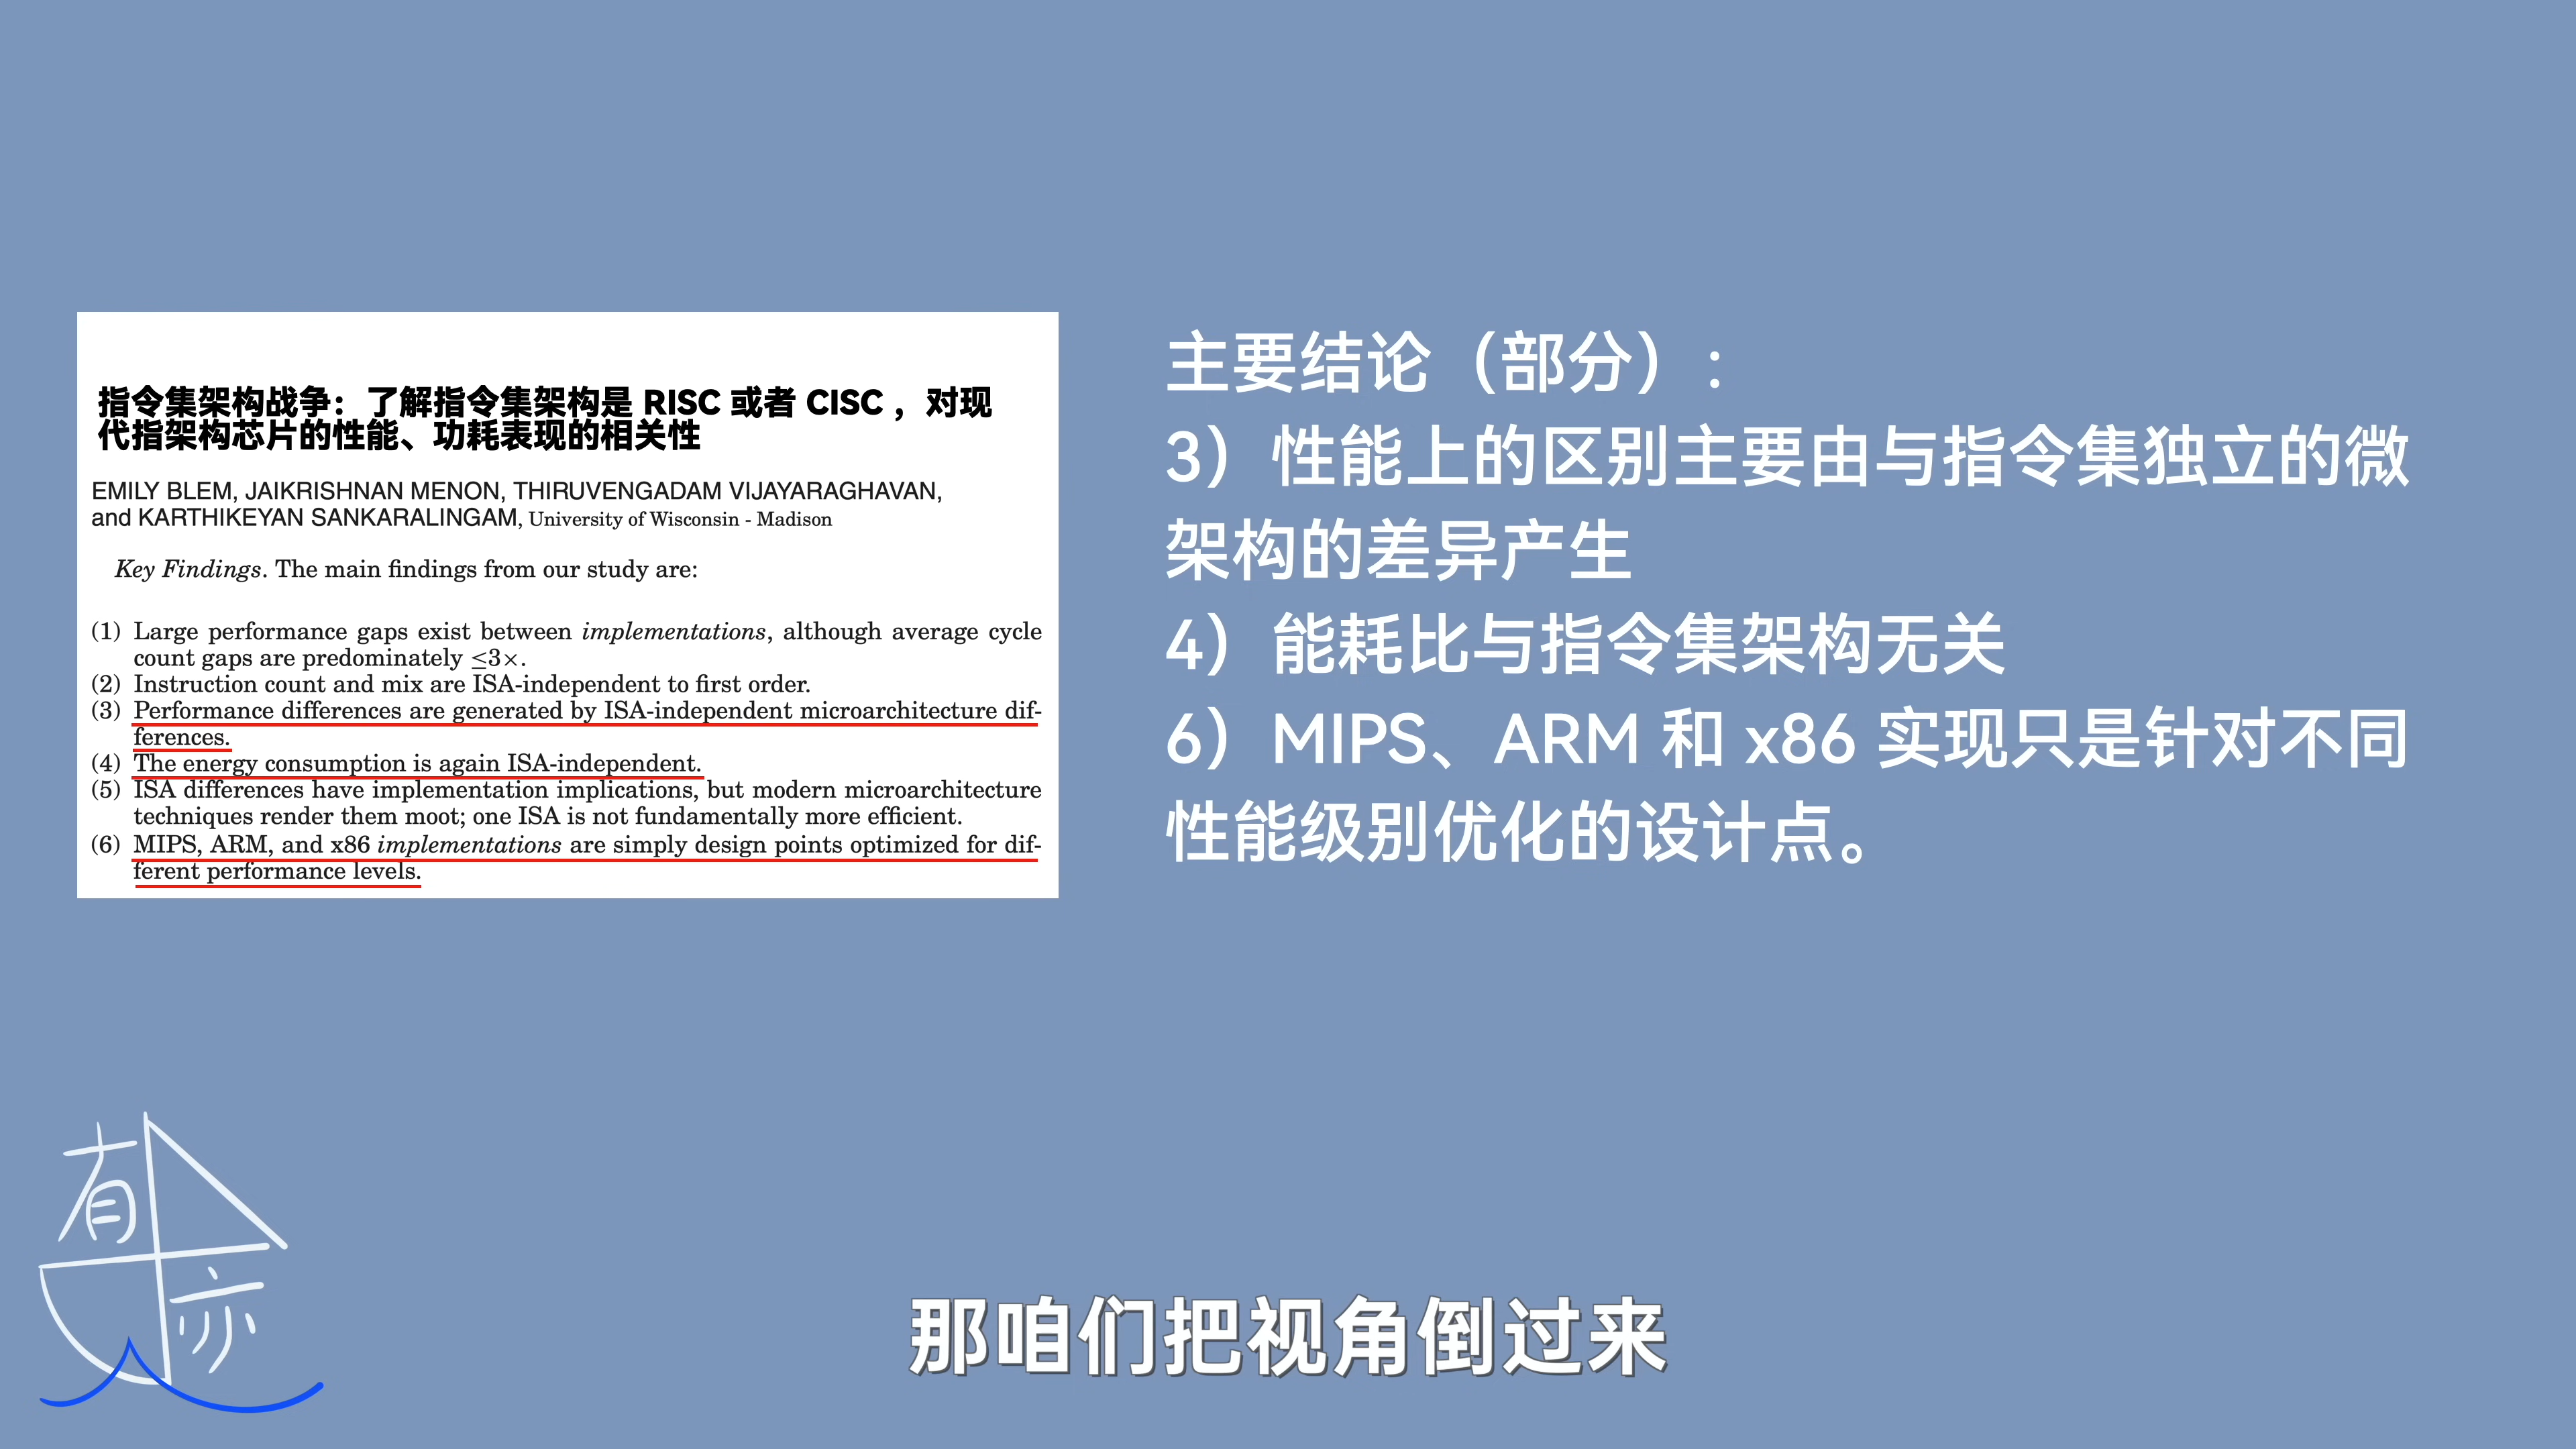 指令集架构战争：了解指令集架构是 RISC 或者 CISC ，对现
代指架构芯片的性能、功耗表现的相关性
EMILY BLEM, JAIKRISHNAN MENON, THIRUVENGADAM VIJAYARAGHAVAN,
and KARTHIKEYAN SANKARALINGAM, University of Wisconsin - Madison
Key Findings. The main findings from our study are:
(1) Large performance gaps exist between implementations, although average cycle
count gaps are predominately ≤3×.
(2) Instruction count and mix are ISA-independent to first order.
(3) Performance differences are generated by ISA-independent microarchitecture dif-
ferences.
(4) The energy consumption is again ISA-independent.
(5) ISA differences have implementation implications, but modern microarchitecture
techniques render them moot; one ISA is not fundamentally more efficient.
(6) MIPS, ARM, and x86 implementations are simply design points optimized for dif-
ferent performance levels.
主要结论（部分）：
3）性能上的区别主要由与指令集独立的微
架构的差异产生
4）能耗比与指令集架构无关
6）MIPS、ARM 和 x86 实现只是针对不同
性能级别优化的设计点。
有
亦
那咱们把视角倒过来